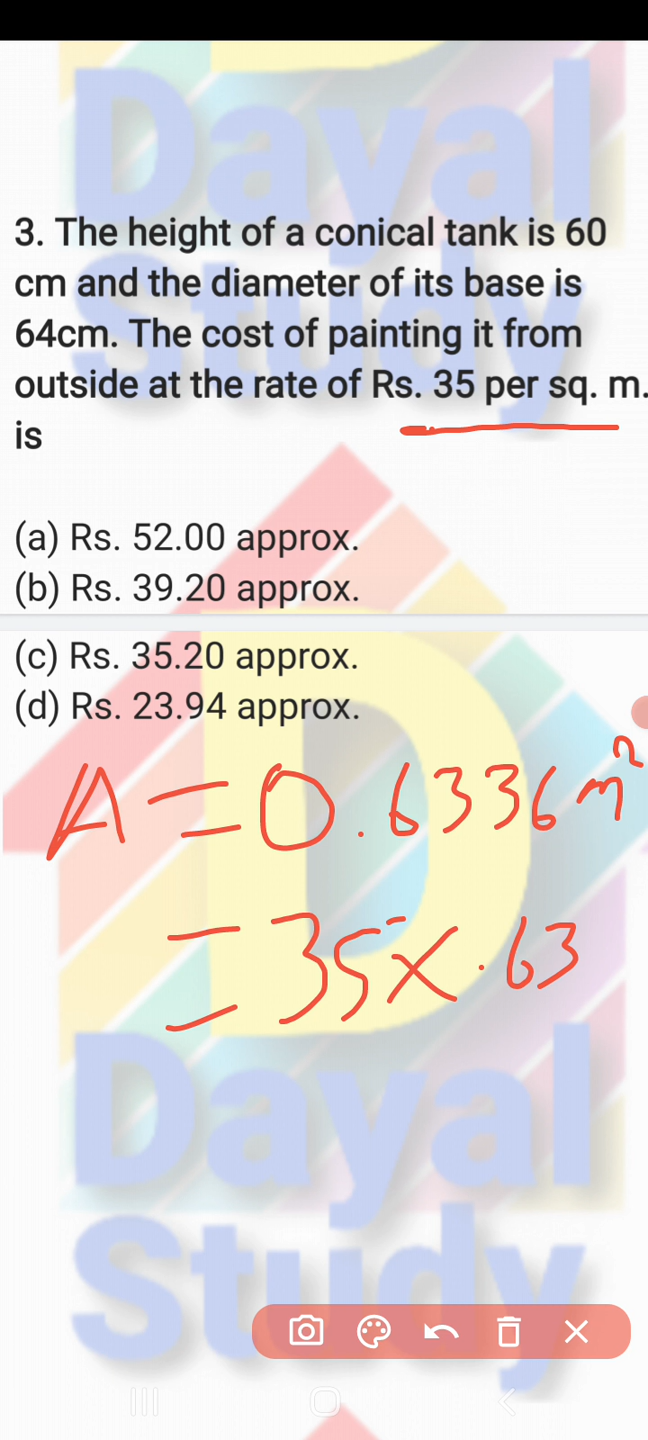 Dayal
Study
3. The height of a conical tank is 60
cm and the diameter of its base is
64cm. The cost of painting it from
outside at the rate of Rs. 35 per sq. m.
is
(a) Rs. 52.00 approx.
(b) Rs. 39.20 approx.
(c) Rs. 35.20 approx.
(d) Rs. 23.94 approx.
A = 0.6336 m²
= 35 x .63
D
Dayal
Study